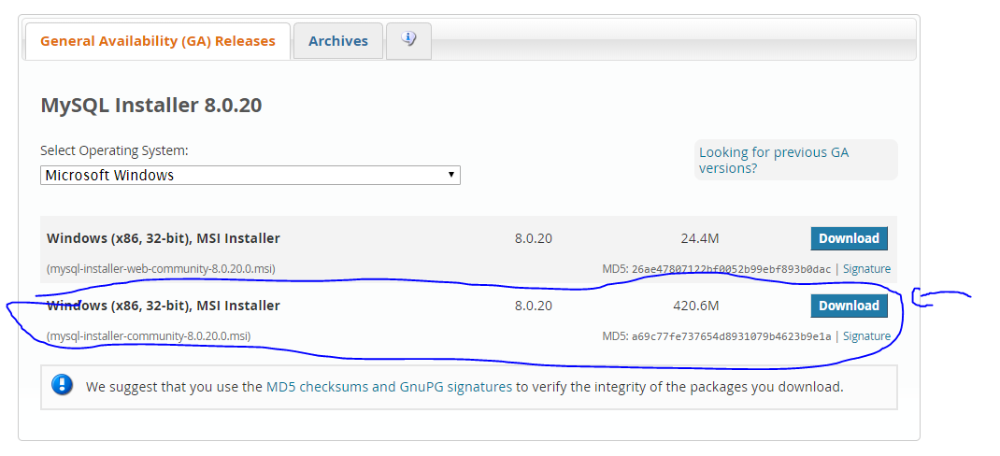 General Availability (GA) Releases
Archives
MySQL Installer 8.0.20
Select Operating System:
Microsoft Windows
Looking for previous GA
versions?
Windows (x86, 32-bit), MSI Installer 8.0.20 24.4M Download
(mysql-installer-web-community-8.0.20.0.msi) MD5: 26ae47807122bf0052b99ebf893b0dac | Signature
Windows (x86, 32-bit), MSI Installer 8.0.20 420.6M Download
(mysql-installer-community-8.0.20.0.msi) MD5: a69c77fe737654d8931079b4623b9e1a | Signature
We suggest that you use the MD5 checksums and GnuPG signatures to verify the integrity of the packages you download.